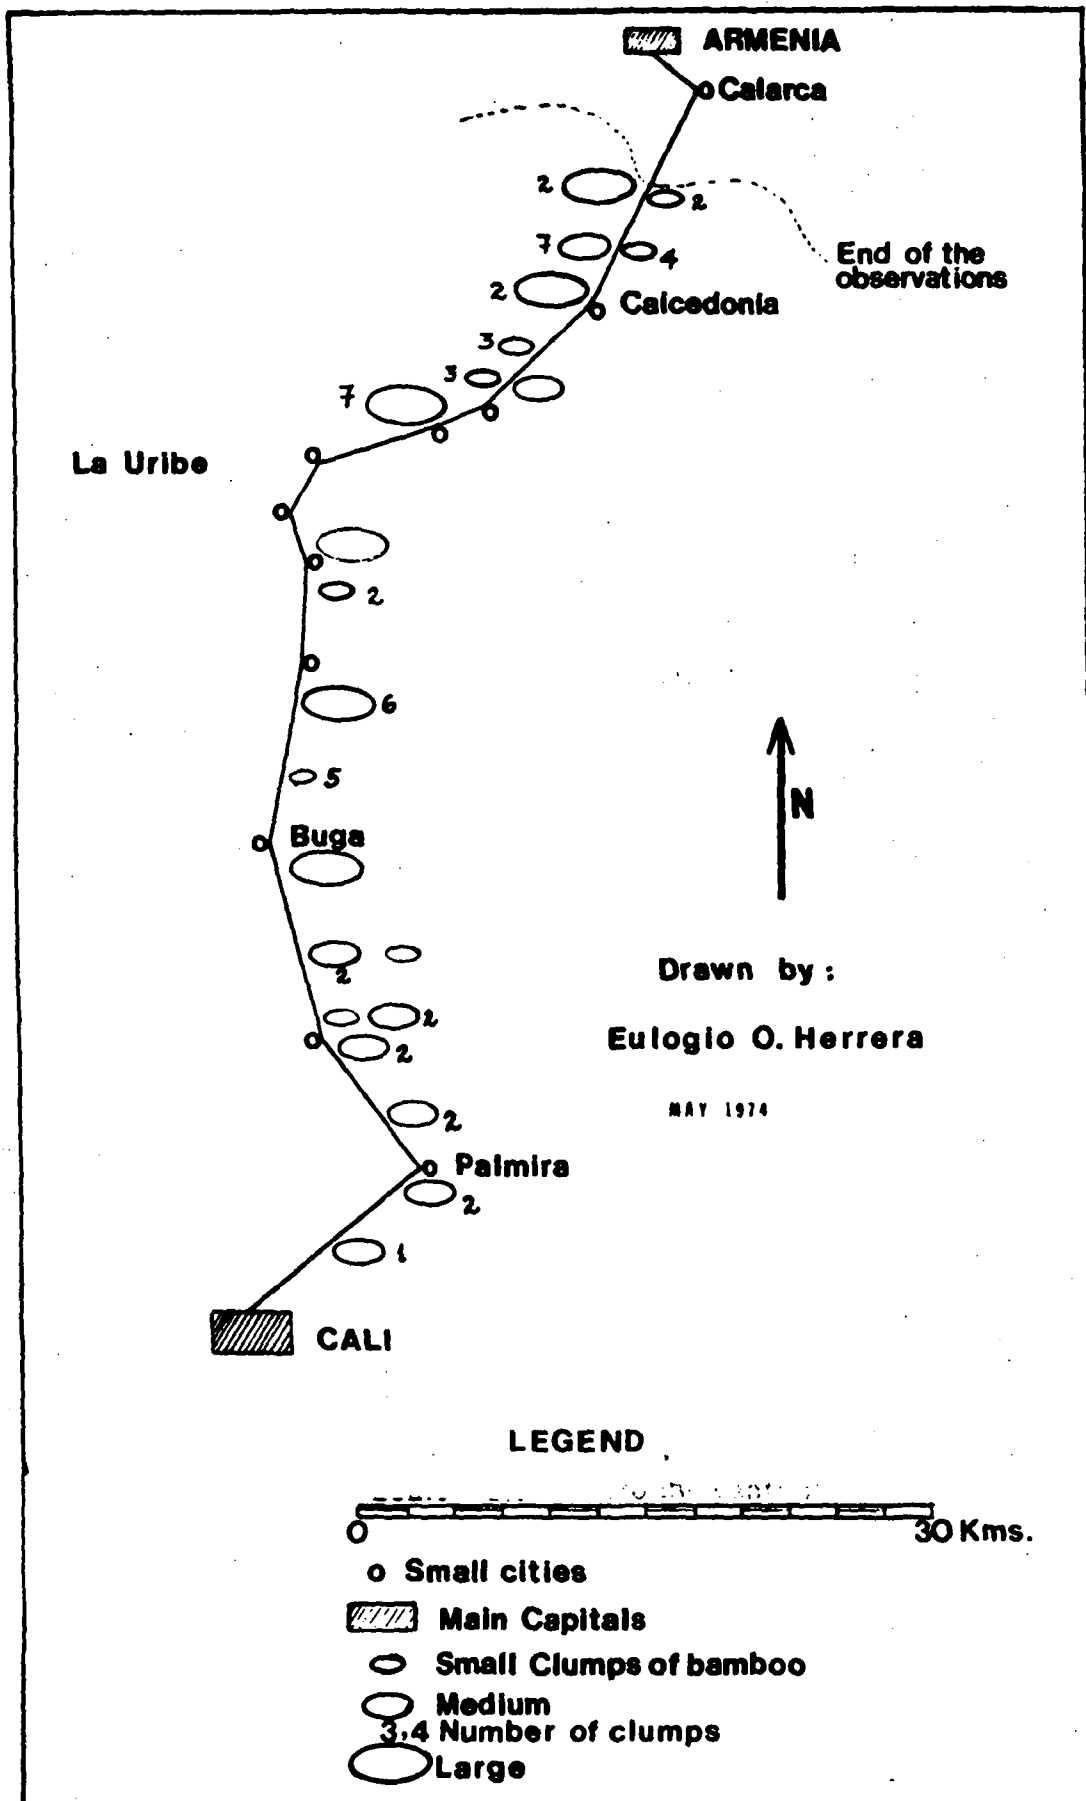 ARMENIA
Calarca
2
2
7
4
End of the
observations
2
Caicedonia
3
3
7
La Uribe
2
6
5
N
Buga
2
Drawn by :
2
Eulogio O. Herrera
2
MAY 1974
2
Palmira
2
1
CALI
LEGEND
0 30 Kms.
Small cities
Main Capitals
Small Clumps of bamboo
Medium
3,4 Number of clumps
Large